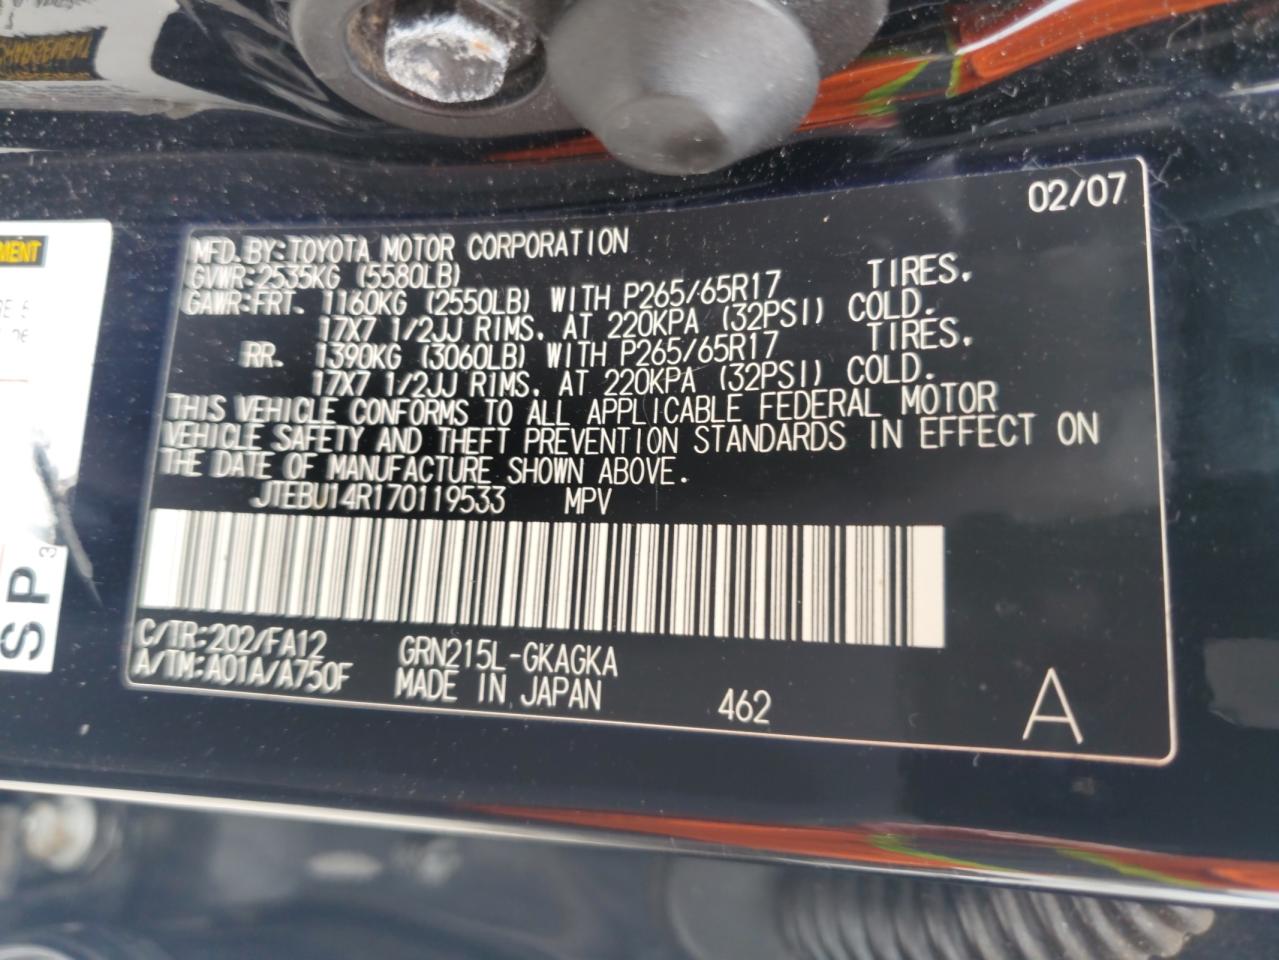 02/07
MFD. BY: TOYOTA MOTOR CORPORATION
GVWR: 2535KG (5580LB)
GAWR: FRT. 1160KG (2550LB) WITH P265/65R17 TIRES,
17X7 1/2JJ RIMS, AT 220KPA (32PSI) COLD.
RR. 1390KG (3060LB) WITH P265/65R17 TIRES,
17X7 1/2JJ RIMS, AT 220KPA (32PSI) COLD.
THIS VEHICLE CONFORMS TO ALL APPLICABLE FEDERAL MOTOR
VEHICLE SAFETY AND THEFT PREVENTION STANDARDS IN EFFECT ON
THE DATE OF MANUFACTURE SHOWN ABOVE.
JTEBU14R170119533 MPV
C/TR: 202/FA12 GRN215L-GKAGKA
A/TM: A01A/A750F MADE IN JAPAN 462 A
SP 3